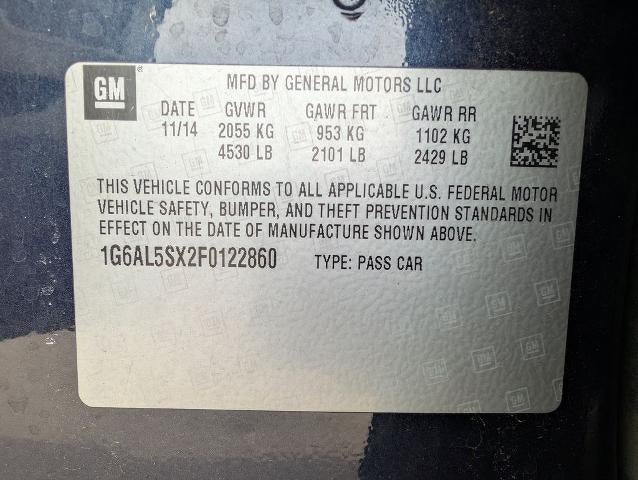 GM ®
MFD BY GENERAL MOTORS LLC
DATE GVWR GAWR FRT GAWR RR
11/14 2055 KG 953 KG 1102 KG
4530 LB 2101 LB 2429 LB
THIS VEHICLE CONFORMS TO ALL APPLICABLE U.S. FEDERAL MOTOR
VEHICLE SAFETY, BUMPER, AND THEFT PREVENTION STANDARDS IN
EFFECT ON THE DATE OF MANUFACTURE SHOWN ABOVE.
1G6AL5SX2F0122860 TYPE: PASS CAR